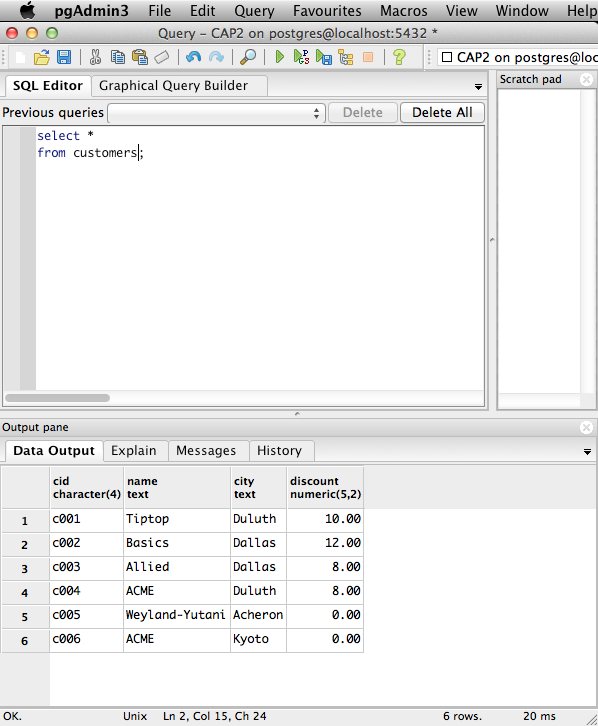 pgAdmin3 File Edit Query Favourites Macros View Window Help
Query - CAP2 on postgres@localhost:5432 *
CAP2 on postgres@loc
SQL Editor Graphical Query Builder
Scratch pad
Previous queries Delete Delete All
select *
from customers;
Output pane
Data Output Explain Messages History
cid name city discount
character(4) text text numeric(5,2)
1 c001 Tiptop Duluth 10.00
2 c002 Basics Dallas 12.00
3 c003 Allied Dallas 8.00
4 c004 ACME Duluth 8.00
5 c005 Weyland-Yutani Acheron 0.00
6 c006 ACME Kyoto 0.00
OK. Unix Ln 2, Col 15, Ch 24 6 rows. 20 ms